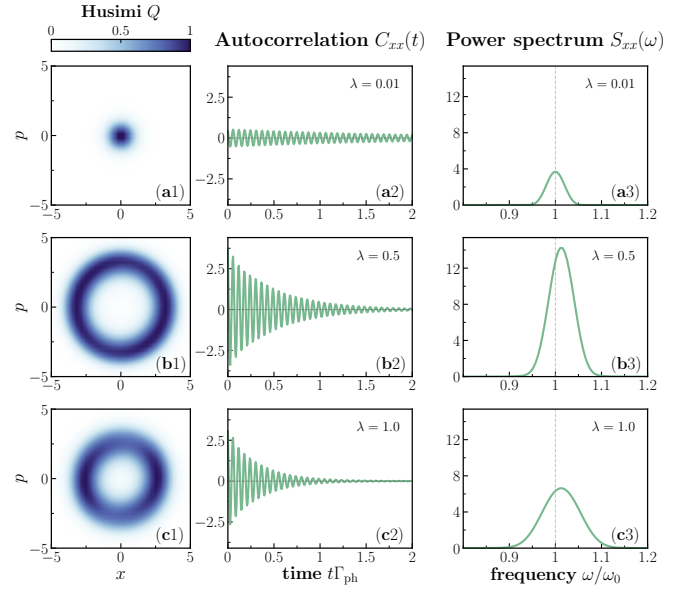 Husimi Q
0 0.5 1
Autocorrelation Cₓₓ(t)
Power spectrum Sₓₓ(ω)
5
0
−5
p
−5 0 5
(a1)
2.5
0
−2.5
0 0.5 1 1.5 2
λ = 0.01
(a2)
12
8
4
0
0.9 1 1.1 1.2
λ = 0.01
(a3)
5
0
−5
p
−5 0 5
(b1)
2.5
0
−2.5
0 0.5 1 1.5 2
λ = 0.5
(b2)
12
8
4
0
0.9 1 1.1 1.2
λ = 0.5
(b3)
5
0
−5
p
−5 0 5
x
(c1)
2.5
0
−2.5
0 0.5 1 1.5 2
time tΓₚₕ
λ = 1.0
(c2)
12
8
4
0
0.9 1 1.1 1.2
frequency ω/ω₀
λ = 1.0
(c3)